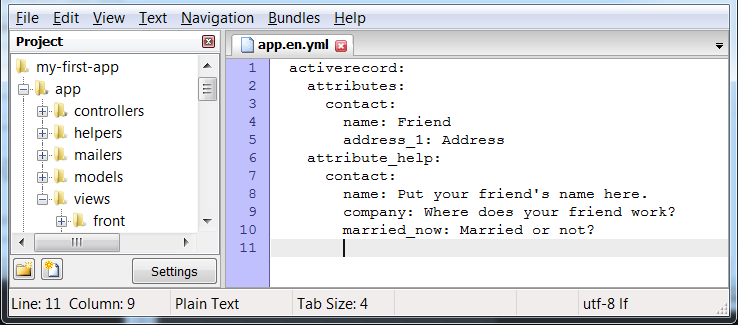 File Edit View Text Navigation Bundles Help
Project
my-first-app
app
controllers
helpers
mailers
models
views
front
Settings
app.en.yml
1 activerecord:
2 attributes:
3 contact:
4 name: Friend
5 address_1: Address
6 attribute_help:
7 contact:
8 name: Put your friend's name here.
9 company: Where does your friend work?
10 married_now: Married or not?
11
Line: 11 Column: 9 Plain Text Tab Size: 4 utf-8 lf